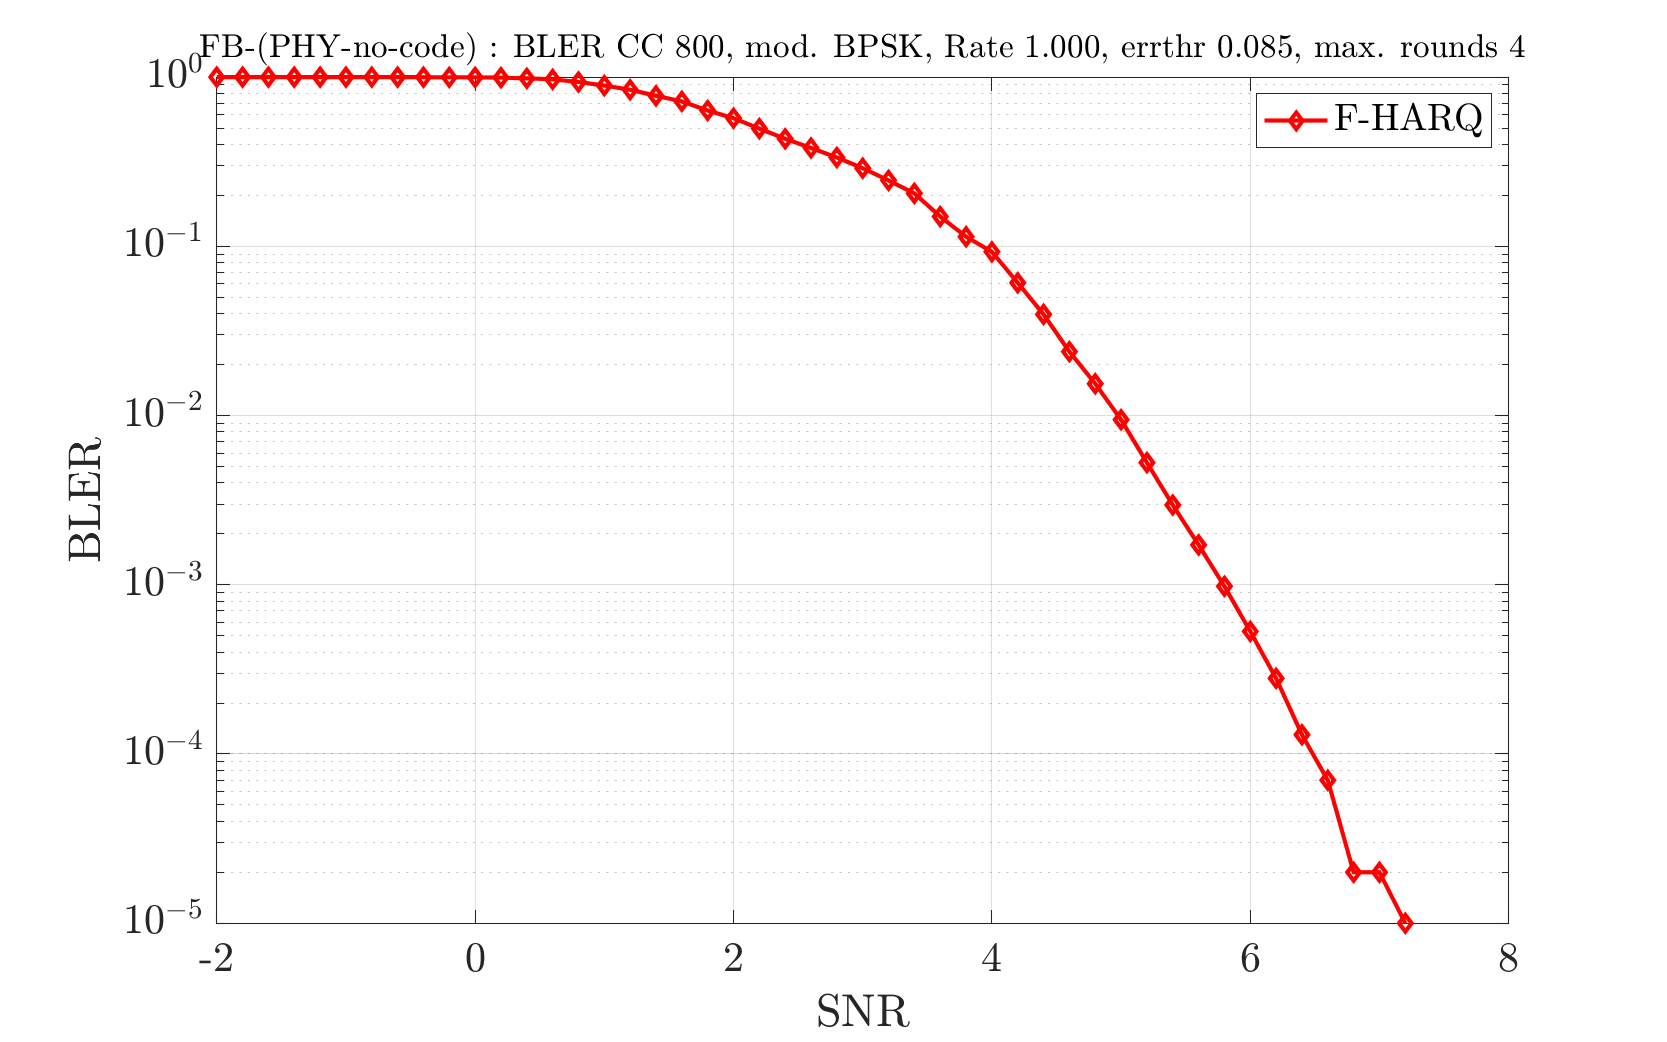 FB-(PHY-no-code) : BLER CC 800, mod. BPSK, Rate 1.000, errthr 0.085, max. rounds 4
10^0
F-HARQ
10^−1
10^−2
BLER
10^−3
10^−4
10^−5
-2 0 2 4 6 8
SNR